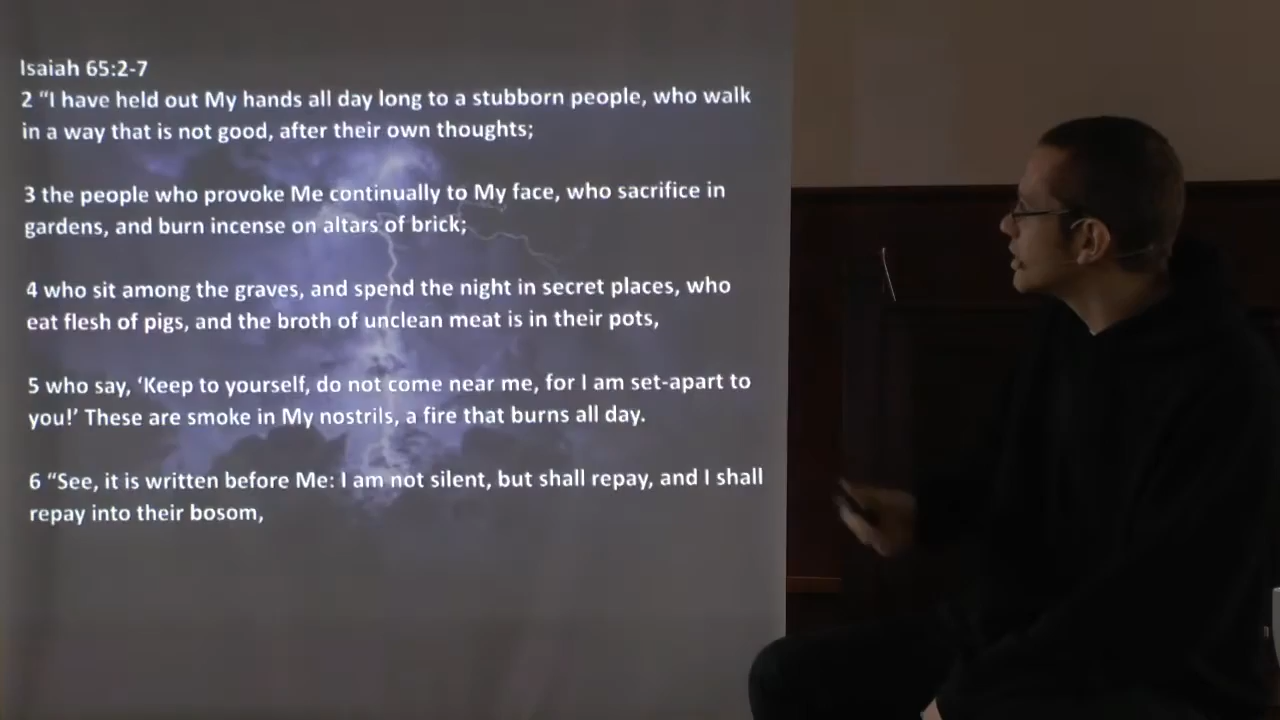 Isaiah 65:2-7
2 “I have held out My hands all day long to a stubborn people, who walk
in a way that is not good, after their own thoughts;
3 the people who provoke Me continually to My face, who sacrifice in
gardens, and burn incense on altars of brick;
4 who sit among the graves, and spend the night in secret places, who
eat flesh of pigs, and the broth of unclean meat is in their pots,
5 who say, ‘Keep to yourself, do not come near me, for I am set-apart to
you!’ These are smoke in My nostrils, a fire that burns all day.
6 “See, it is written before Me: I am not silent, but shall repay, and I shall
repay into their bosom,